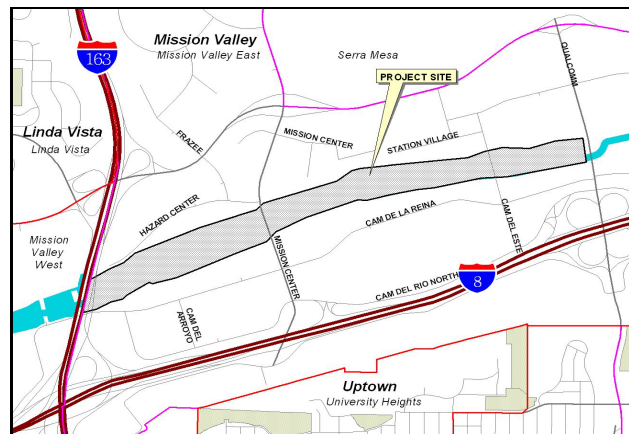 Mission Valley
Mission Valley East
163
Serra Mesa
QUALCOMM
PROJECT SITE
Linda Vista
Linda Vista
FRAZEE
MISSION CENTER
STATION VILLAGE
HAZARD CENTER
Mission
Valley
West
CAM DE LA REINA
CAM DEL ESTE
MISSION CENTER
CAM DEL RIO NORTH
8
CAM DEL
ARROYO
Uptown
University Heights